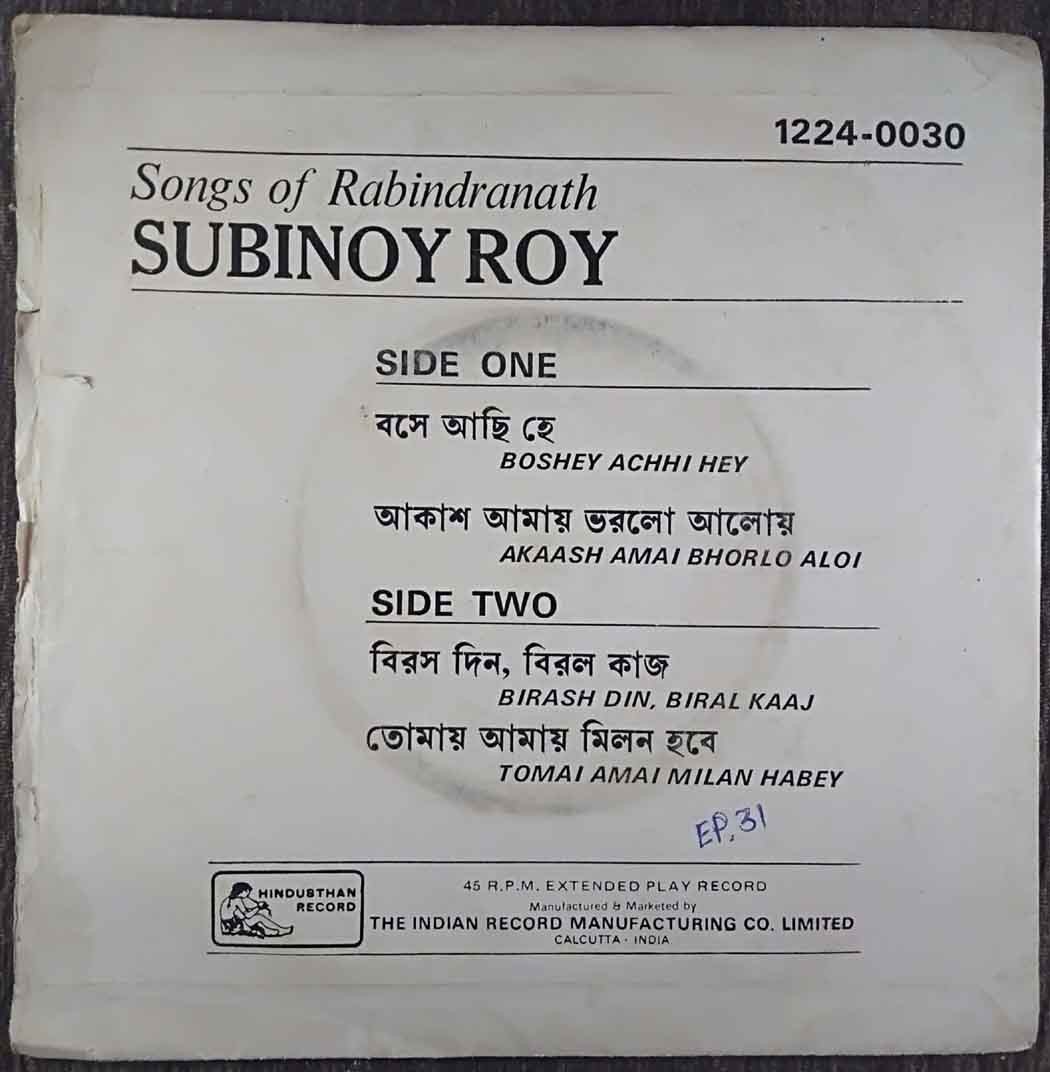 1224-0030
Songs of Rabindranath
SUBINOY ROY
SIDE ONE
বসে আছি হে
BOSHEY ACHHI HEY
আকাশ আমায় ভরলো আলোয়
AKAASH AMAI BHORLO ALOI
SIDE TWO
বিরস দিন, বিরল কাজ
BIRASH DIN, BIRAL KAAJ
তোমায় আমায় মিলন হবে
TOMAI AMAI MILAN HABEY
EP. 31
HINDUSTHAN
RECORD
45 R.P.M. EXTENDED PLAY RECORD
Manufactured & Marketed by
THE INDIAN RECORD MANUFACTURING CO. LIMITED
CALCUTTA · INDIA